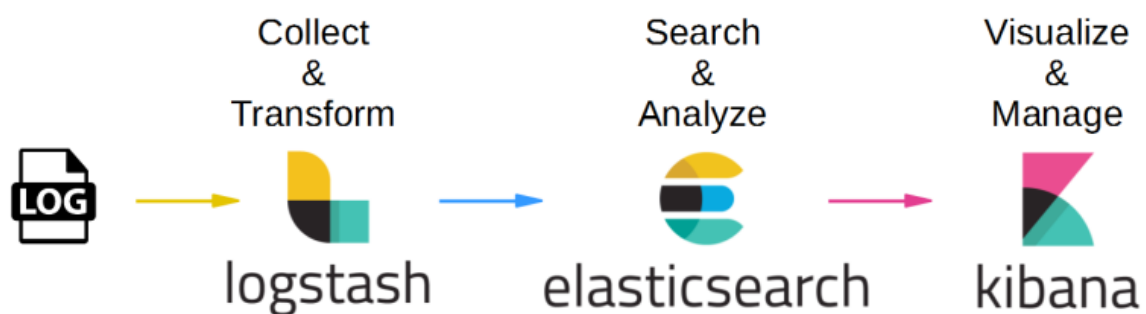 Collect
&
Transform
Search
&
Analyze
Visualize
&
Manage
LOG
logstash
elasticsearch
kibana